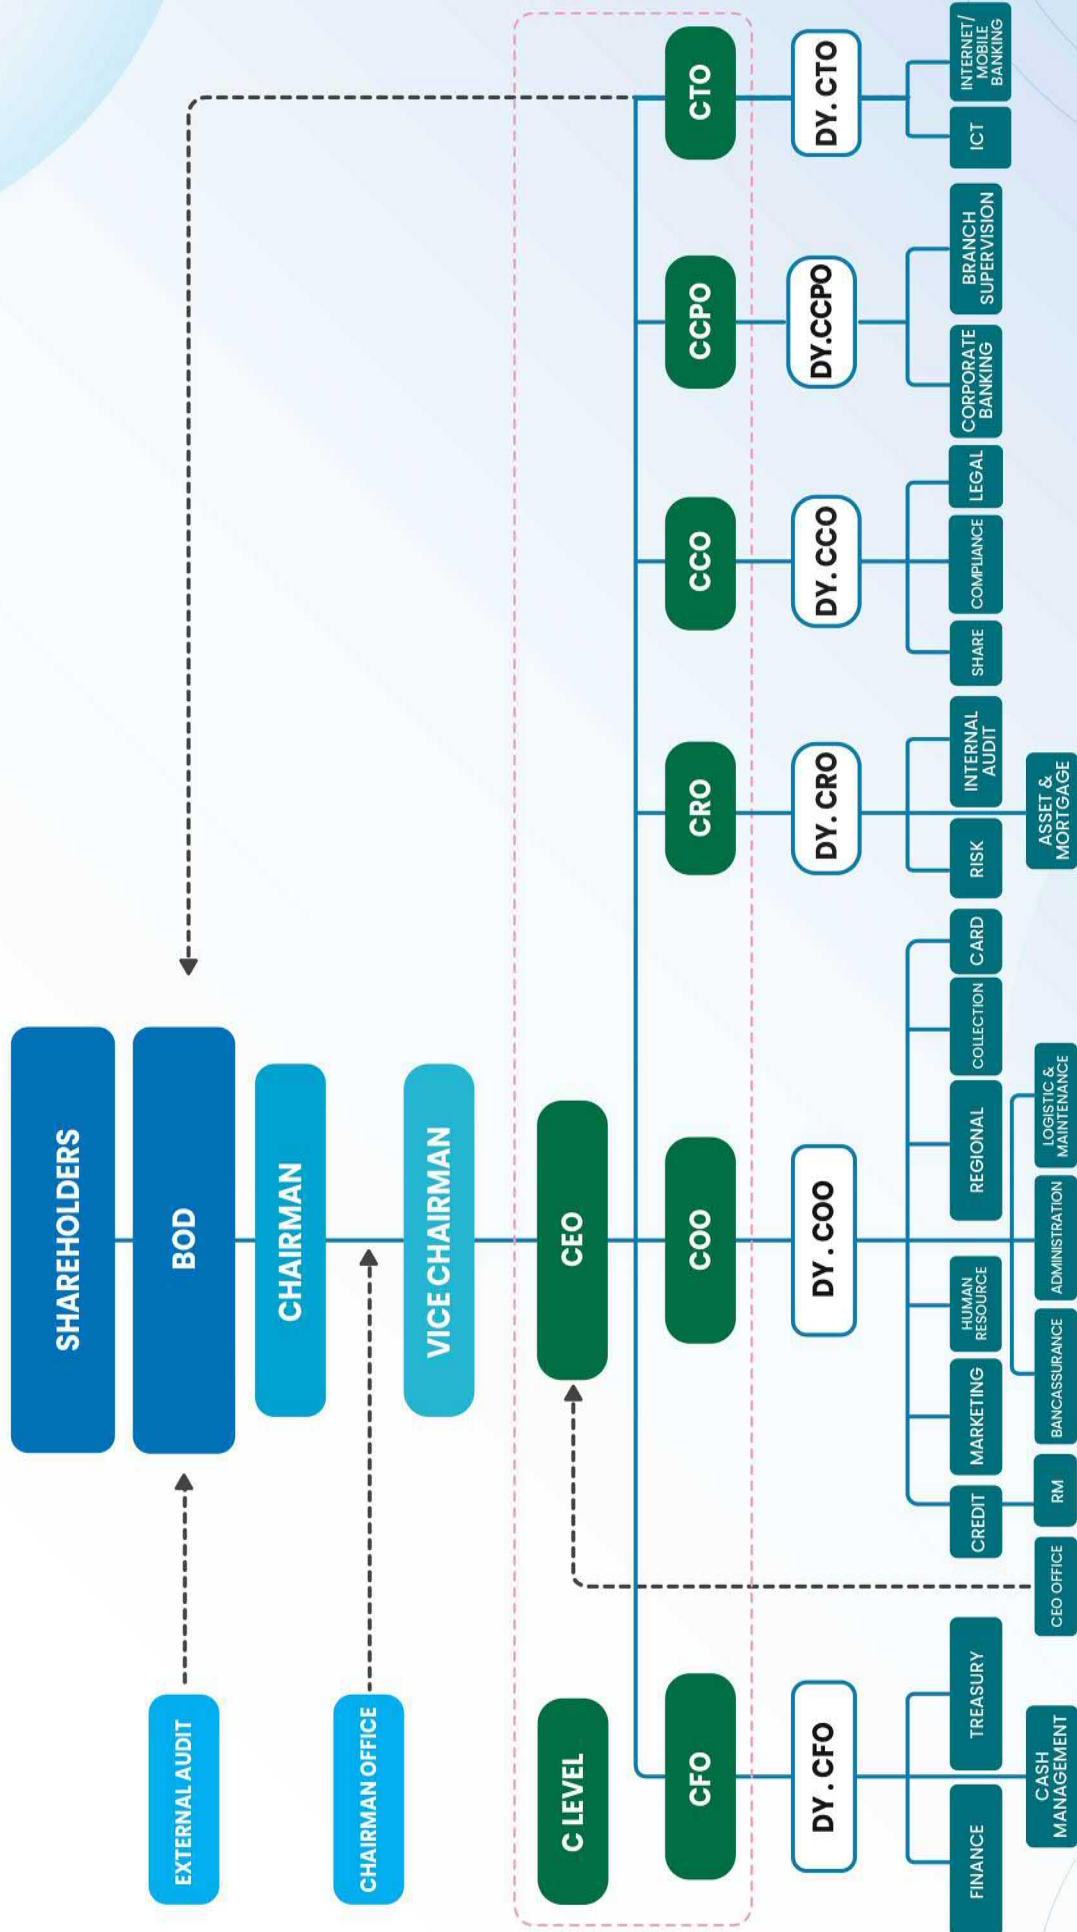 SHAREHOLDERS
BOD
EXTERNAL AUDIT
CHAIRMAN
CHAIRMAN OFFICE
VICE CHAIRMAN
C LEVEL
CEO
CFO
COO
CRO
CCO
CCPO
CTO
DY . CFO
DY . COO
DY. CRO
DY. CCO
DY.CCPO
DY. CTO
FINANCE
TREASURY
CREDIT
MARKETING
HUMAN
RESOURCE
REGIONAL
COLLECTION
CARD
RISK
INTERNAL
AUDIT
SHARE
COMPLIANCE
LEGAL
CORPORATE
BANKING
BRANCH
SUPERVISION
ICT
INTERNET/
MOBILE
BANKING
CASH
MANAGEMENT
CEO OFFICE
RM
BANCASSURANCE
ADMINISTRATION
LOGISTIC &
MAINTENANCE
ASSET &
MORTGAGE